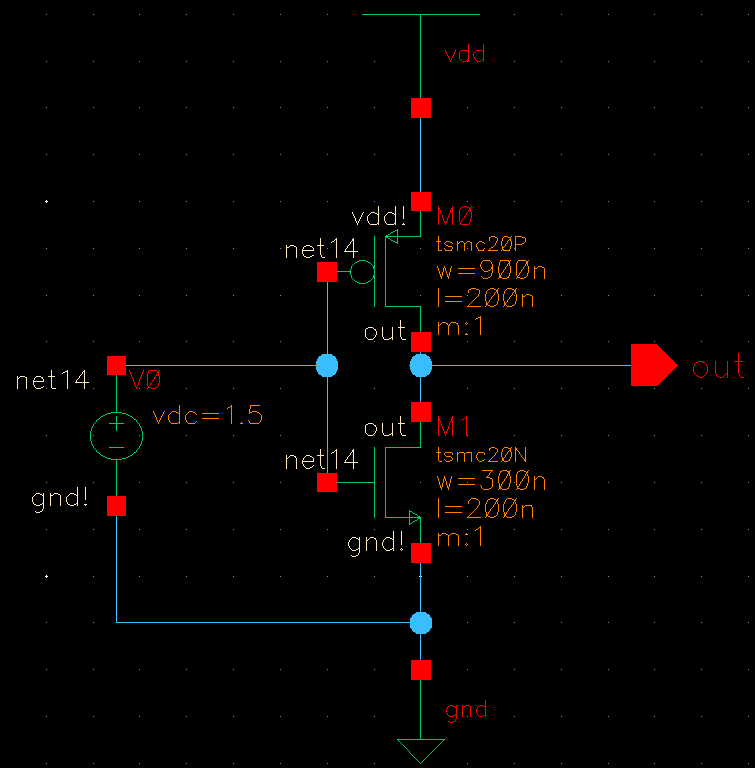 vdd
vdd!
M0
tsmc20P
net14
w=900n
l=200n
m:1
out
out
net14
V0
vdc=1.5
out
M1
tsmc20N
net14
w=300n
l=200n
gnd!
m:1
gnd!
gnd